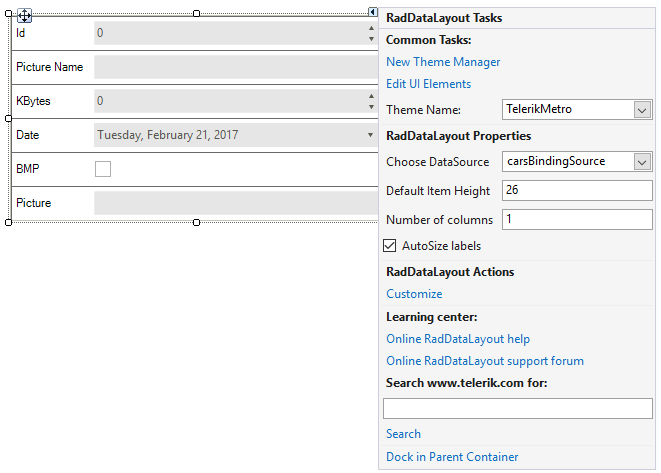 Id 0
Picture Name
KBytes 0
Date Tuesday, February 21, 2017
BMP
Picture
RadDataLayout Tasks
Common Tasks:
New Theme Manager
Edit UI Elements
Theme Name: TelerikMetro
RadDataLayout Properties
Choose DataSource carsBindingSource
Default Item Height 26
Number of columns 1
AutoSize labels
RadDataLayout Actions
Customize
Learning center:
Online RadDataLayout help
Online RadDataLayout support forum
Search www.telerik.com for:
Search
Dock in Parent Container